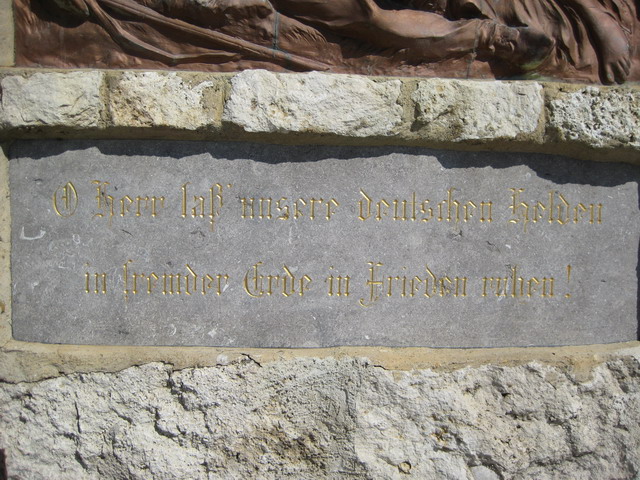 O Herr laß' unsere deutschen Helden
in fremder Erde in Frieden ruhen!